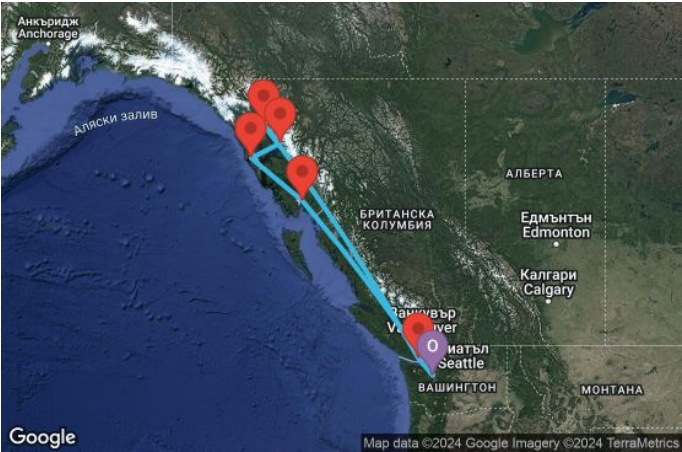 Анкъридж
Anchorage
Аляски залив
АЛБЕРТА
БРИТАНСКА
КОЛУМБИЯ
Едмънтън
Edmonton
Калгари
Calgary
O
Seattle
ВАШИНГТОН
МОНТАНА
Google
Map data ©2024 Google Imagery ©2024 TerraMetrics